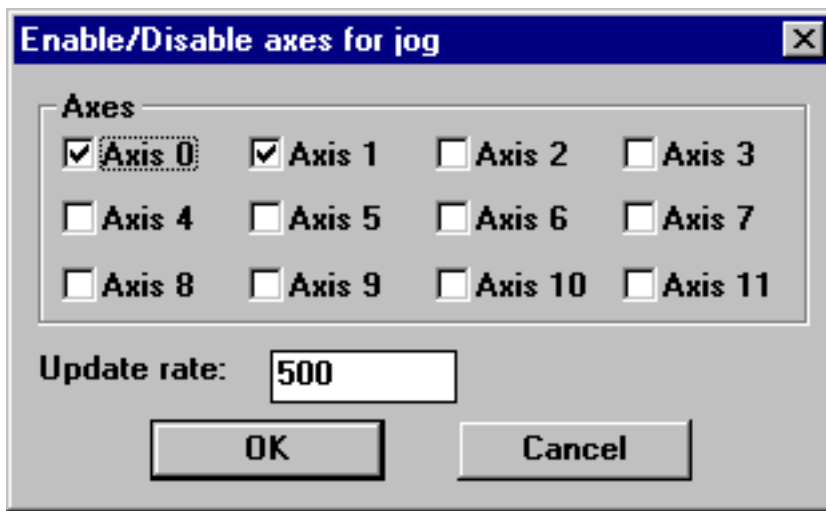 Enable/Disable axes for jog
Axes
Axis 0 Axis 1 Axis 2 Axis 3
Axis 4 Axis 5 Axis 6 Axis 7
Axis 8 Axis 9 Axis 10 Axis 11
Update rate: 500
OK Cancel